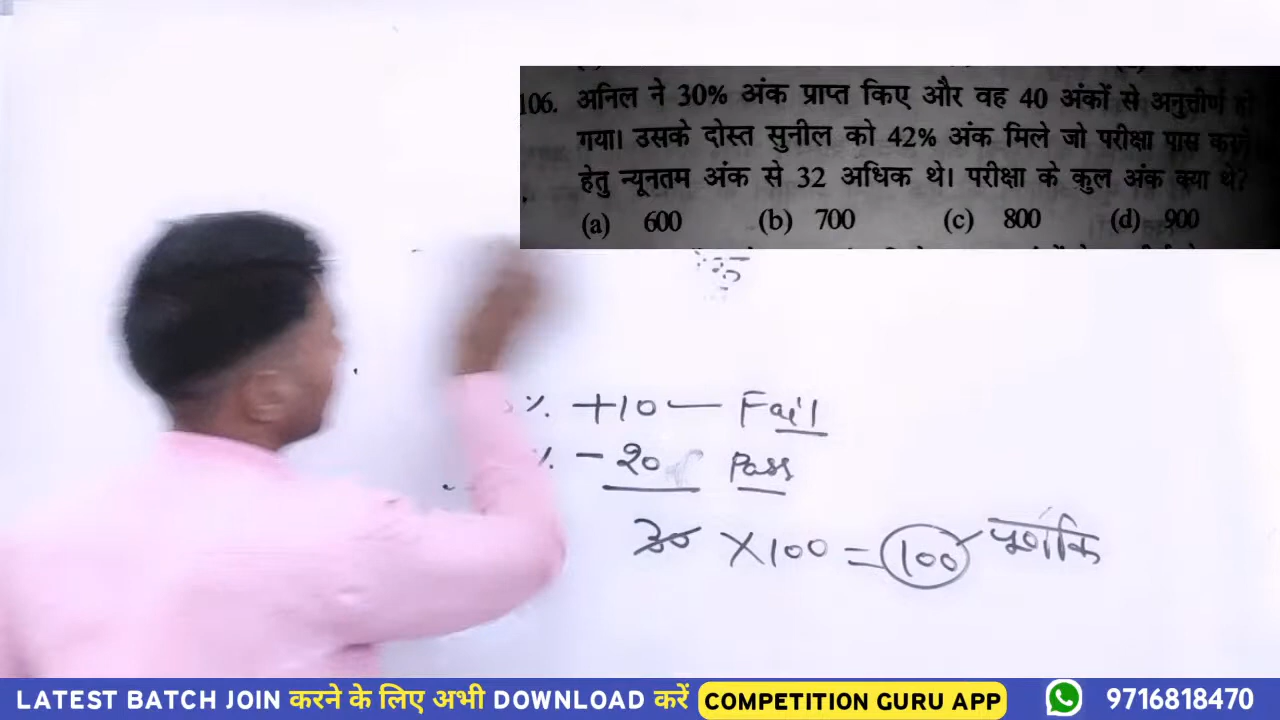 106. अनिल ने 30% अंक प्राप्त किए और वह 40 अंकों से अनुत्तीर्ण हो
गया। उसके दोस्त सुनील को 42% अंक मिले जो परीक्षा पास करने
हेतु न्यूनतम अंक से 32 अधिक थे। परीक्षा के कुल अंक क्या थे?
(a) 600 (b) 700 (c) 800 (d) 900
% +10 — Fail
% - 20 Pass
30 ×100 = 100 पूर्णांक
LATEST BATCH JOIN करने के लिए अभी DOWNLOAD करें COMPETITION GURU APP 9716818470